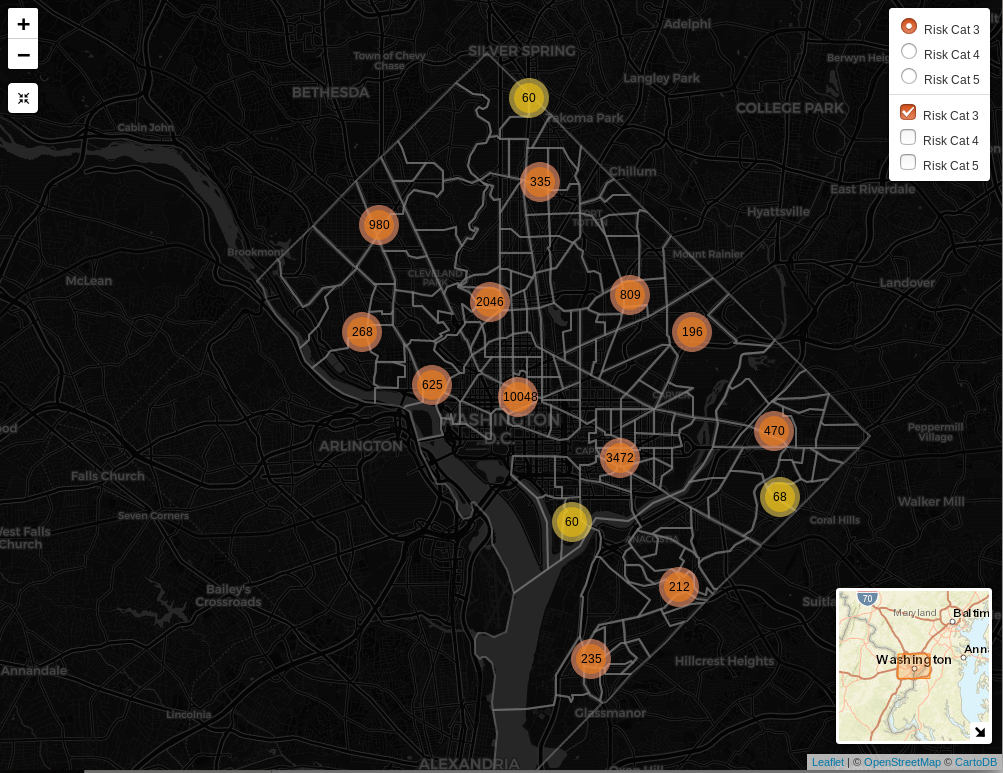 +
−
Adelphi
SILVER SPRING
Town of Chevy
Chase
Langley Park
BETHESDA
COLLEGE PARK
Cabin John
60
Takoma Park
Chillum
335
East Riverdale
980
Hyattsville
Brookmont
Mount Rainier
McLean
CLEVELAND
PARK
Landover
2046
809
268
196
625
10048
WASHINGTON
D.C.
ARLINGTON
470
Peppermill
Village
3472
Falls Church
68
Walker Mill
Seven Corners
Coral Hills
60
West Falls
Church
ANACOSTIA
Bailey's
Crossroads
212
235
Hillcrest Heights
Annandale
Lincolnia
Glassmanor
ALEXANDRIA
Risk Cat 3
Risk Cat 4
Risk Cat 5
Risk Cat 3
Risk Cat 4
Risk Cat 5
70
Maryland
Baltim
Ann
Washington
Leaflet | © OpenStreetMap © CartoDB